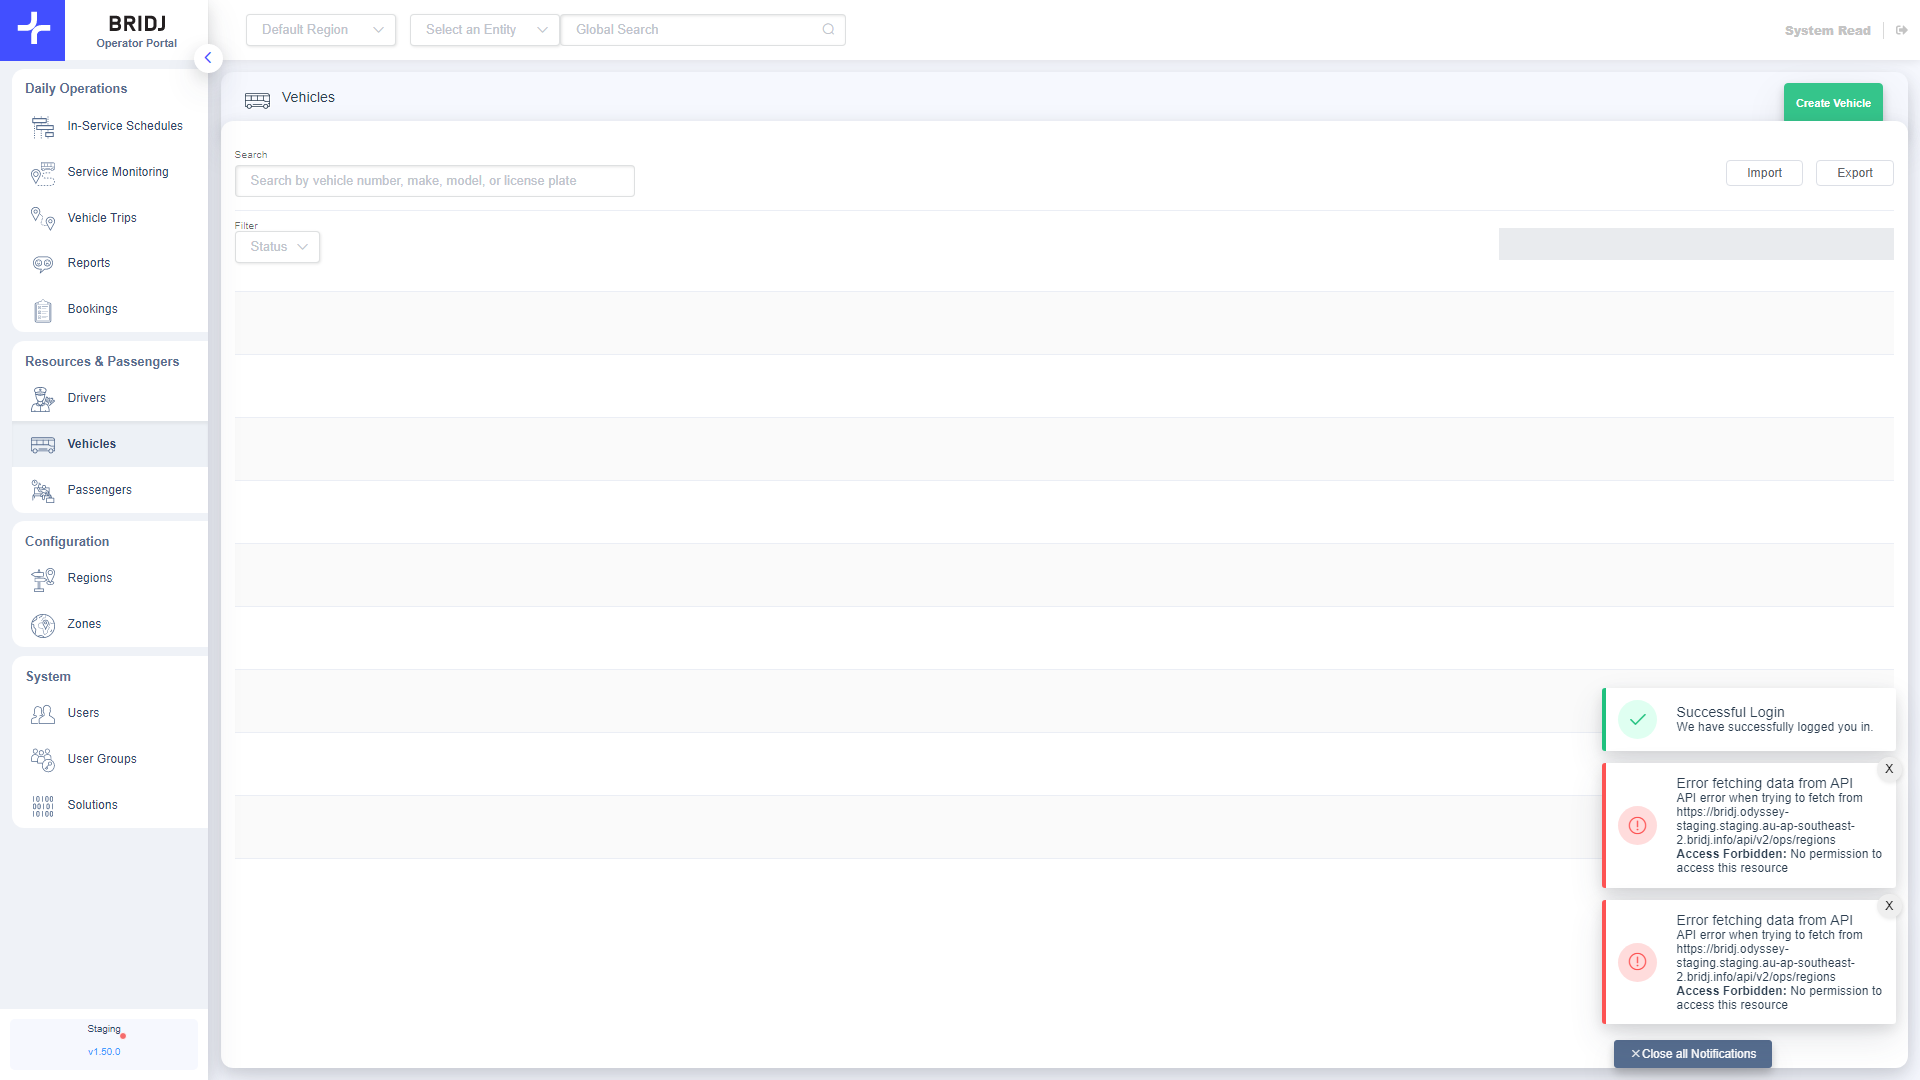 BRIDJ
Operator Portal
Default Region
Select an Entity
Global Search
System Read
Daily Operations
In-Service Schedules
Service Monitoring
Vehicle Trips
Reports
Bookings
Resources & Passengers
Drivers
Vehicles
Passengers
Configuration
Regions
Zones
System
Users
User Groups
10100
00101
10100
Solutions
Staging
v1.50.0
Vehicles
Create Vehicle
Search
Search by vehicle number, make, model, or license plate
Import
Export
Filter
Status
Successful Login
We have successfully logged you in.
X
Error fetching data from API
API error when trying to fetch from
https://bridj.odyssey-
staging.staging.au-ap-southeast-
2.bridj.info/api/v2/ops/regions
Access Forbidden: No permission to
access this resource
X
Error fetching data from API
API error when trying to fetch from
https://bridj.odyssey-
staging.staging.au-ap-southeast-
2.bridj.info/api/v2/ops/regions
Access Forbidden: No permission to
access this resource
✕Close all Notifications